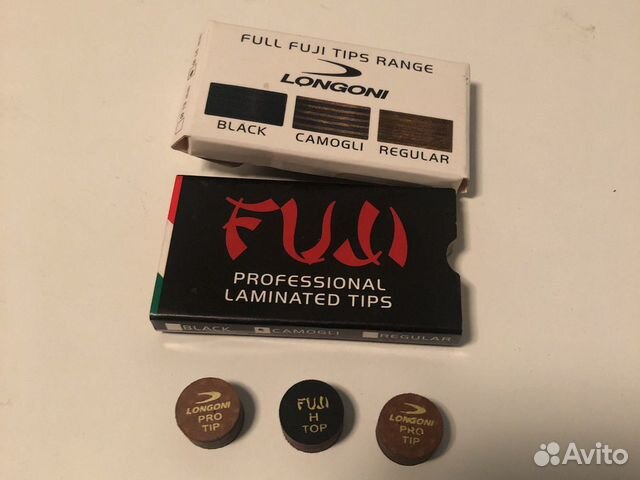 FULL FUJI TIPS RANGE
LONGONI
BLACK CAMOGLI REGULAR
FUJI
PROFESSIONAL
LAMINATED TIPS
BLACK CAMOGLI REGULAR
LONGONI
PRO
TIP
FUJI
H
TOP
LONGONI
PRO
TIP
Avito